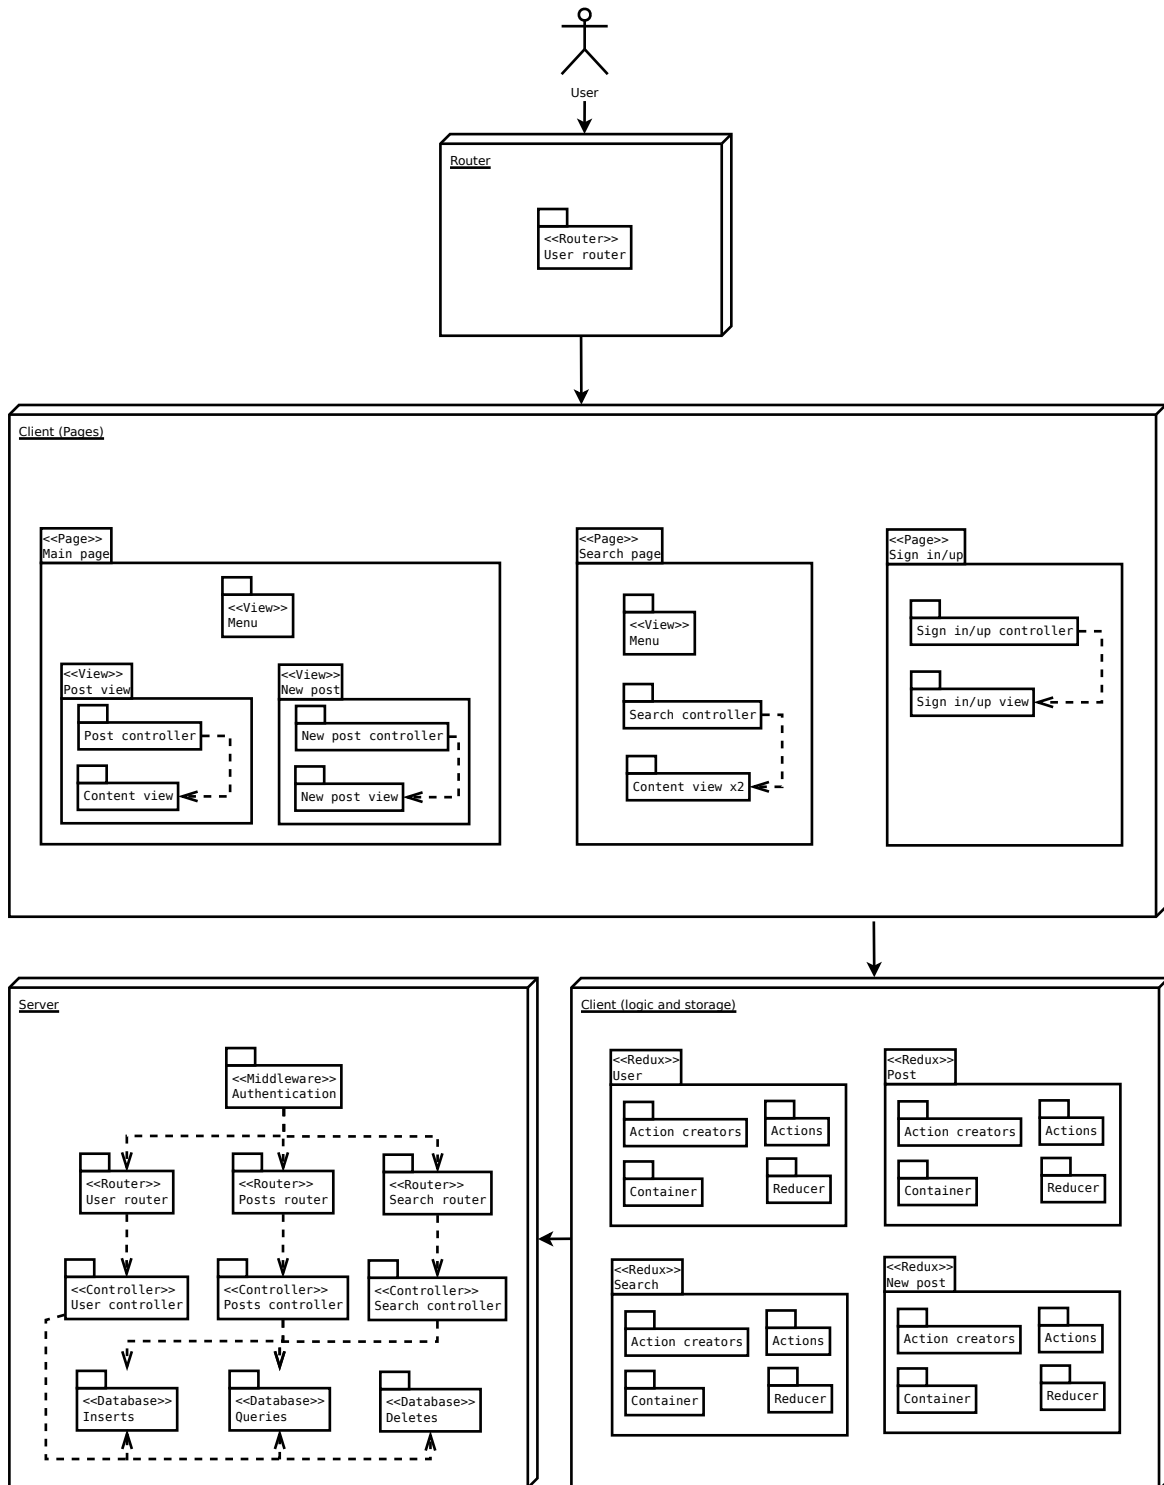 User
Router
<<Router>>
User router
Client (Pages)
<<Page>>
Main page
<<View>>
Menu
<<View>>
Post view
Post controller
Content view
<<View>>
New post
New post controller
New post view
<<Page>>
Search page
<<View>>
Menu
Search controller
Content view x2
<<Page>>
Sign in/up
Sign in/up controller
Sign in/up view
Server
<<Middleware>>
Authentication
<<Router>>
User router
<<Router>>
Posts router
<<Router>>
Search router
<<Controller>>
User controller
<<Controller>>
Posts controller
<<Controller>>
Search controller
<<Database>>
Inserts
<<Database>>
Queries
<<Database>>
Deletes
Client (logic and storage)
<<Redux>>
User
Action creators
Actions
Container
Reducer
<<Redux>>
Post
Action creators
Actions
Container
Reducer
<<Redux>>
Search
Action creators
Actions
Container
Reducer
<<Redux>>
New post
Action creators
Actions
Container
Reducer